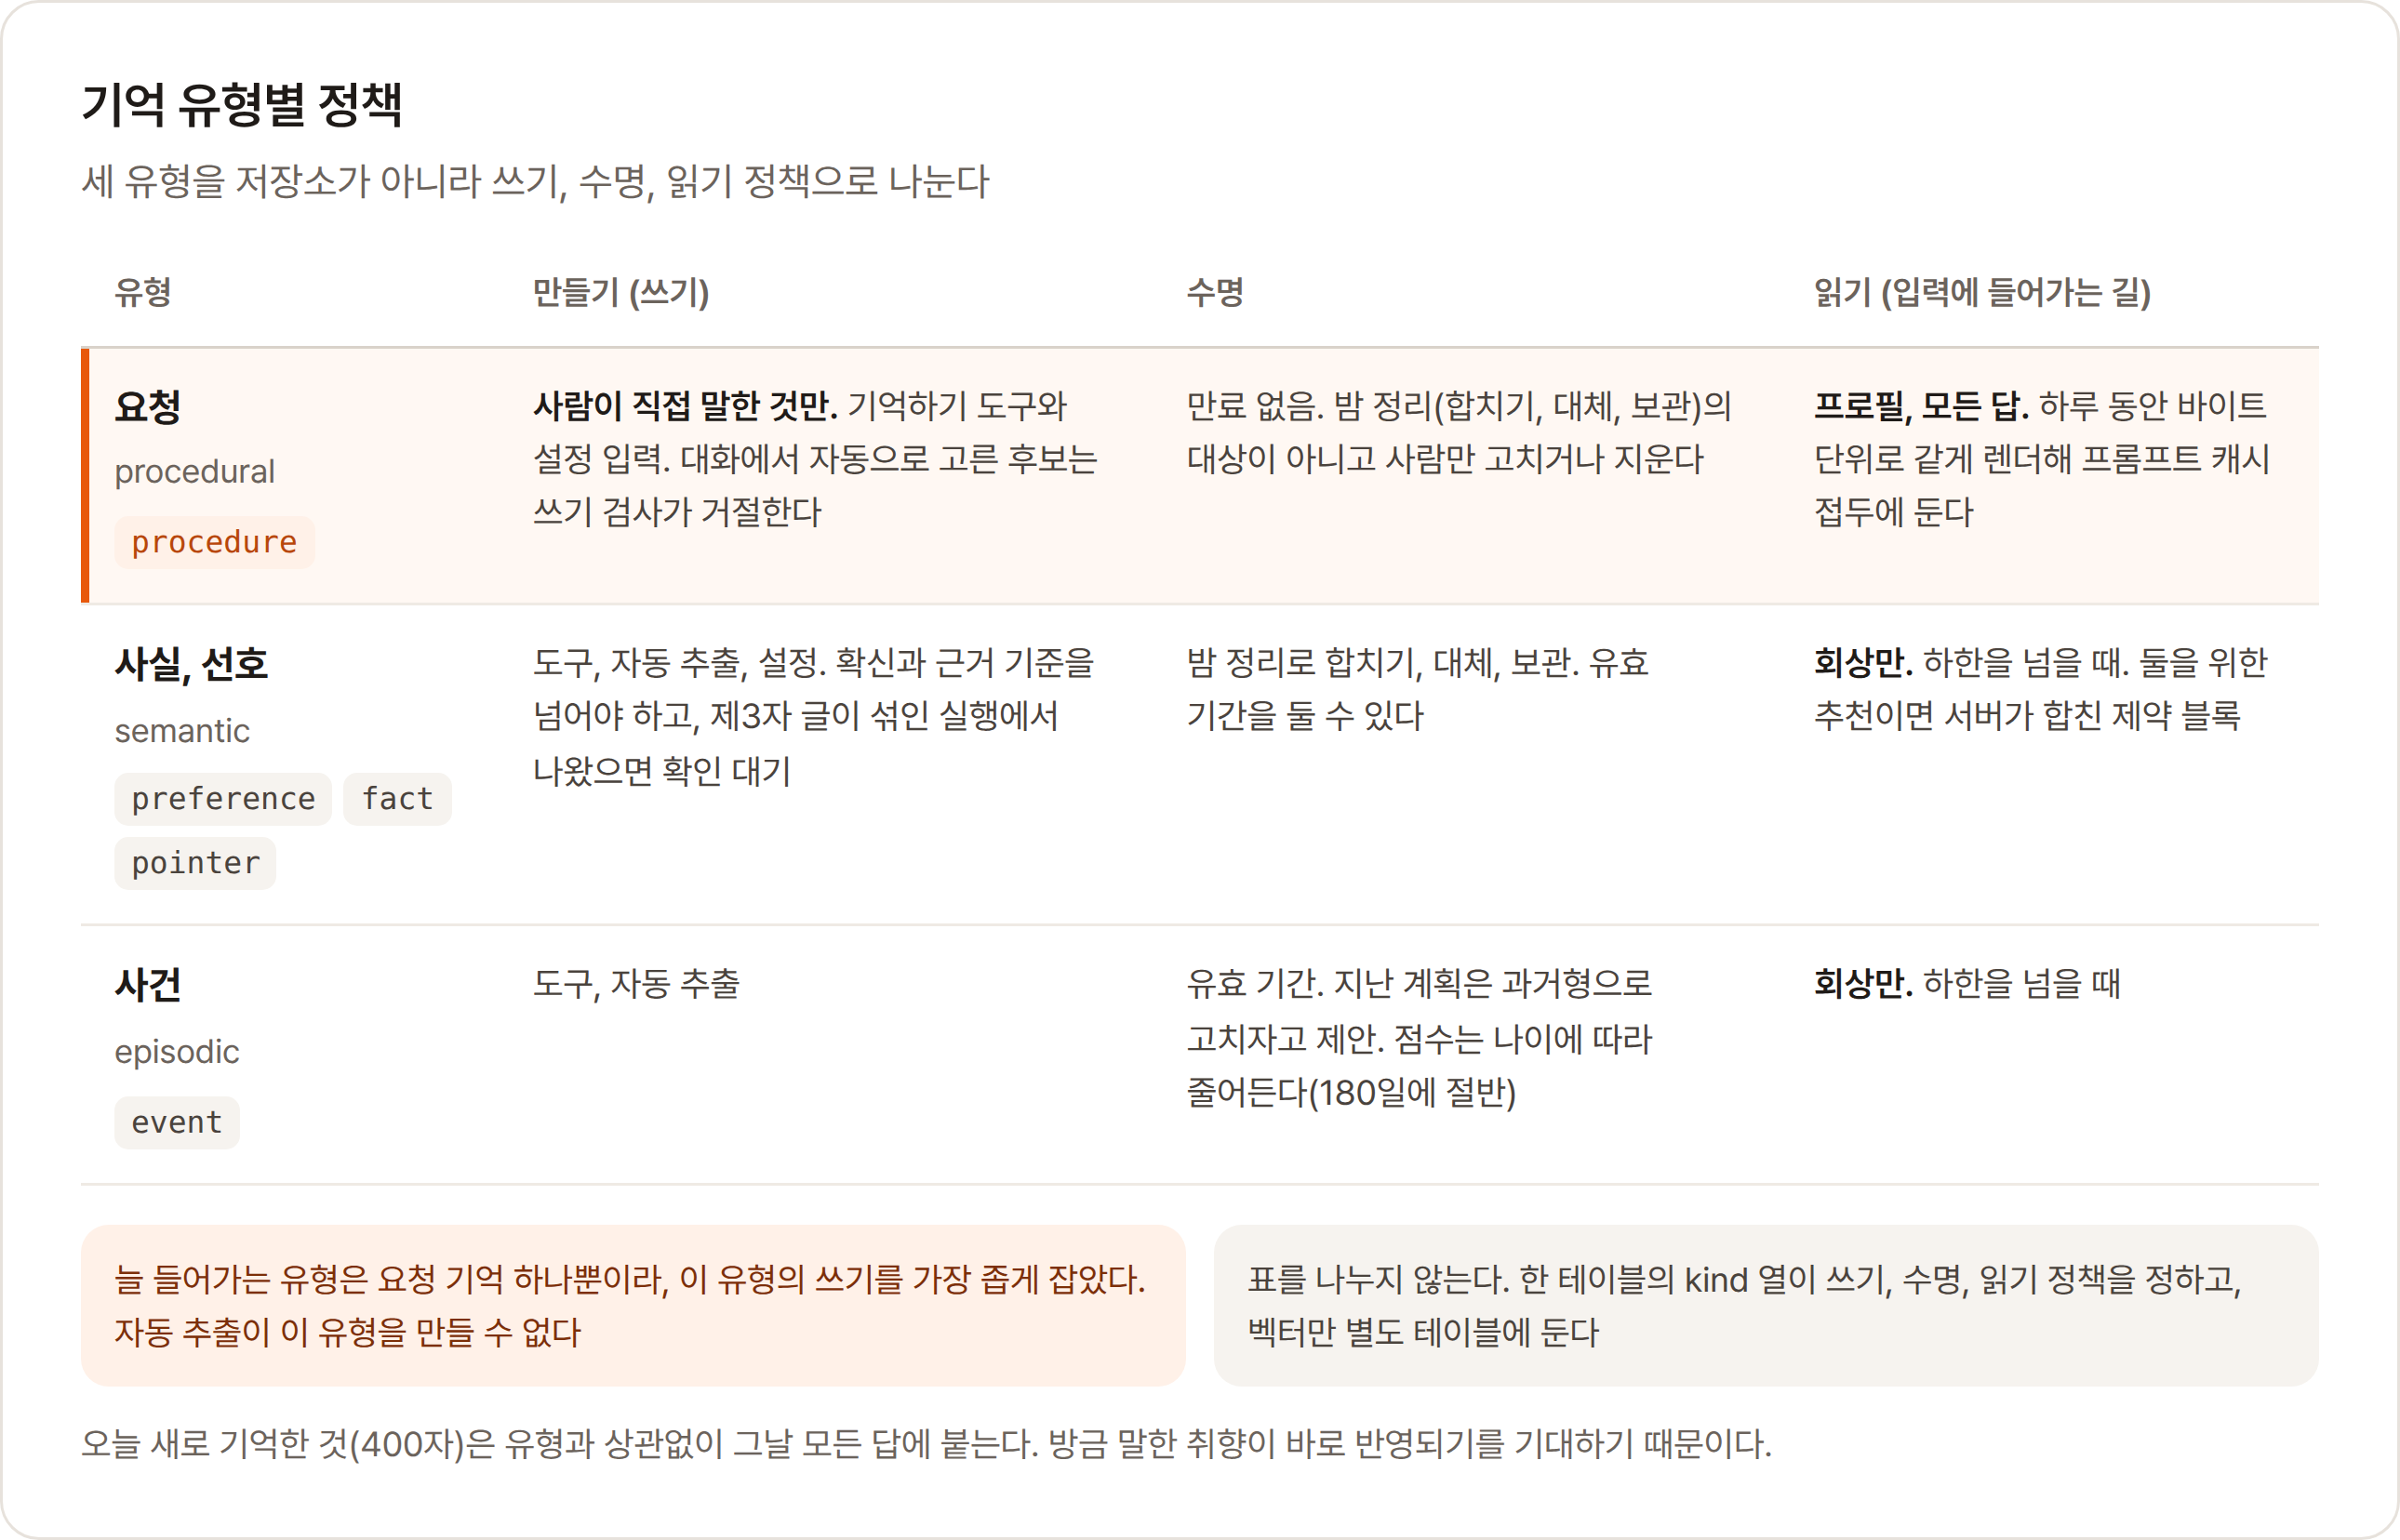 기억 유형별 정책
세 유형을 저장소가 아니라 쓰기, 수명, 읽기 정책으로 나눈다
유형
만들기 (쓰기)
수명
읽기 (입력에 들어가는 길)
요청
procedural
procedure
사람이 직접 말한 것만. 기억하기 도구와
설정 입력. 대화에서 자동으로 고른 후보는
쓰기 검사가 거절한다
만료 없음. 밤 정리(합치기, 대체, 보관)의
대상이 아니고 사람만 고치거나 지운다
프로필, 모든 답. 하루 동안 바이트
단위로 같게 렌더해 프롬프트 캐시
접두에 둔다
사실, 선호
semantic
preference fact
pointer
도구, 자동 추출, 설정. 확신과 근거 기준을
넘어야 하고, 제3자 글이 섞인 실행에서
나왔으면 확인 대기
밤 정리로 합치기, 대체, 보관. 유효
기간을 둘 수 있다
회상만. 하한을 넘을 때. 둘을 위한
추천이면 서버가 합친 제약 블록
사건
episodic
event
도구, 자동 추출
유효 기간. 지난 계획은 과거형으로
고치자고 제안. 점수는 나이에 따라
줄어든다(180일에 절반)
회상만. 하한을 넘을 때
늘 들어가는 유형은 요청 기억 하나뿐이라, 이 유형의 쓰기를 가장 좁게 잡았다.
자동 추출이 이 유형을 만들 수 없다
표를 나누지 않는다. 한 테이블의 kind 열이 쓰기, 수명, 읽기 정책을 정하고,
벡터만 별도 테이블에 둔다
오늘 새로 기억한 것(400자)은 유형과 상관없이 그날 모든 답에 붙는다. 방금 말한 취향이 바로 반영되기를 기대하기 때문이다.